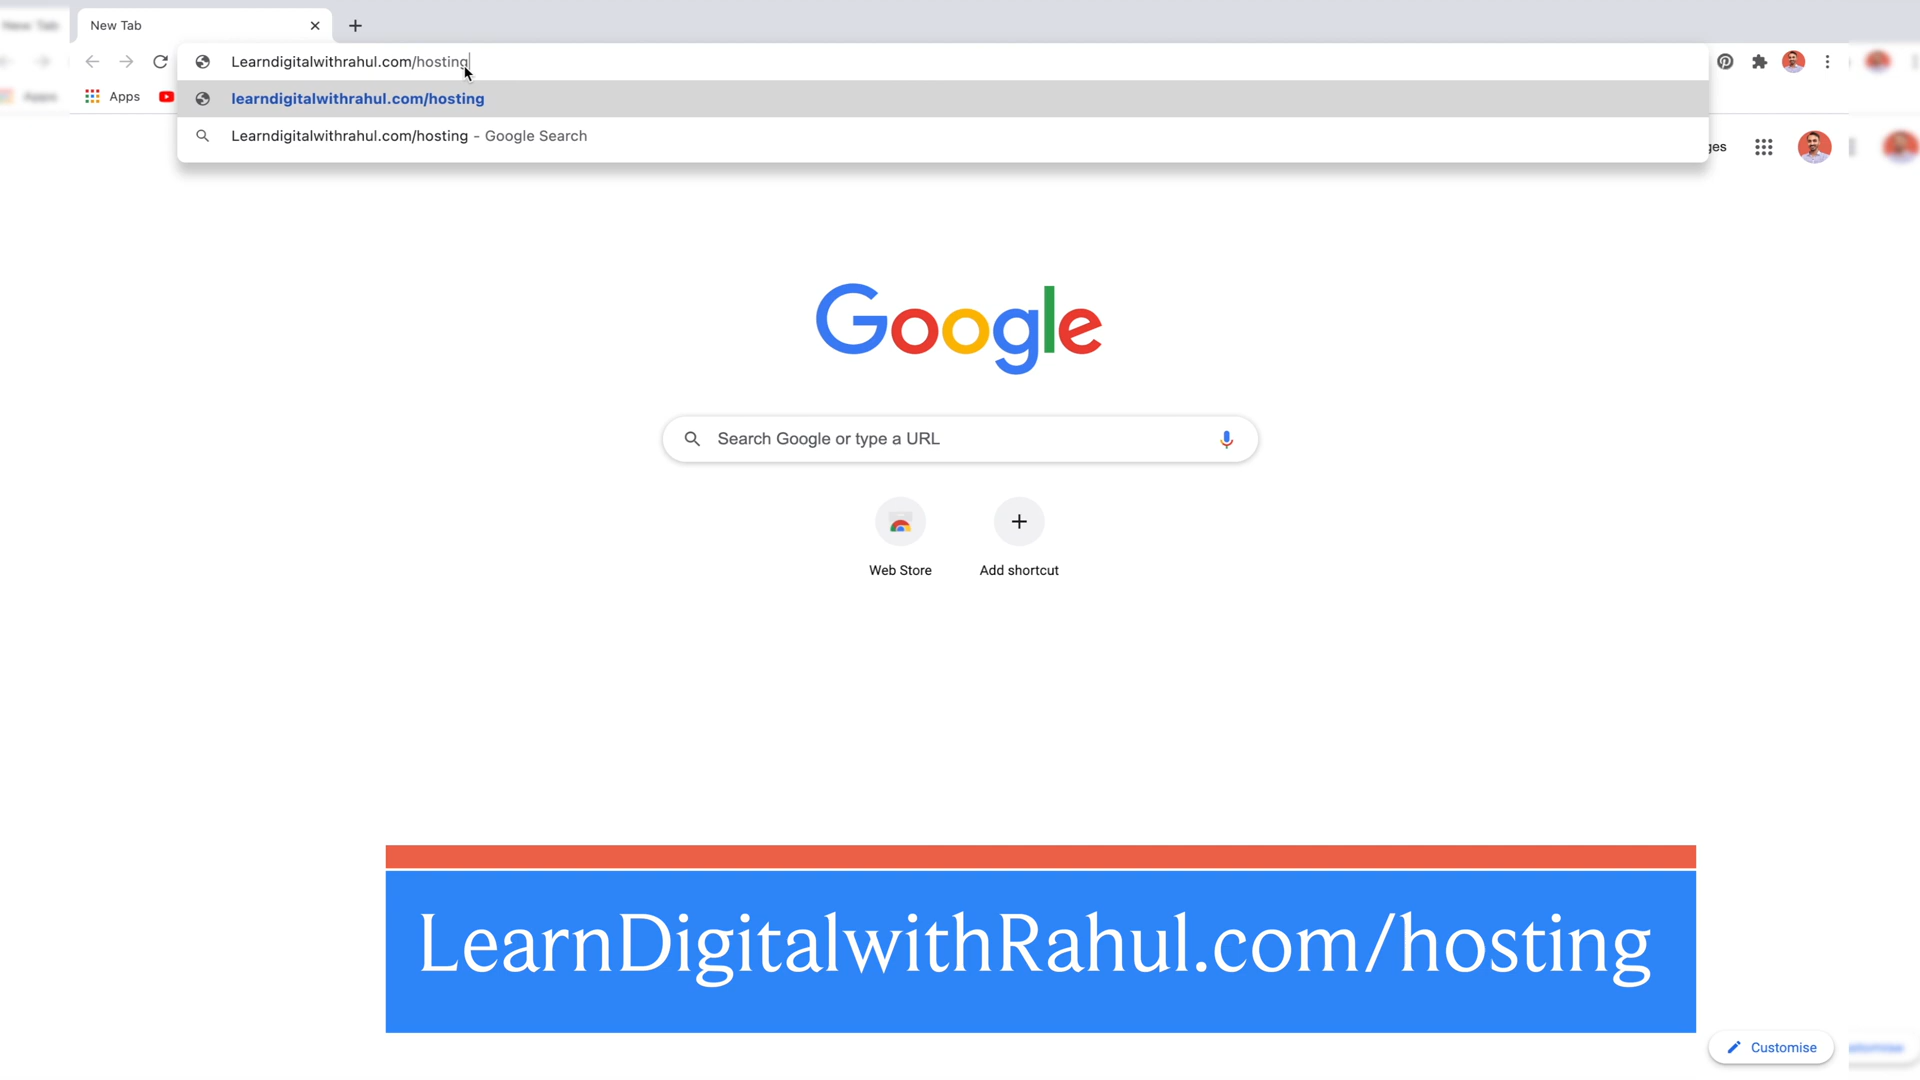 New Tab
New Tab
Learndigitalwithrahul.com/hosting
Apps
Apps
learndigitalwithrahul.com/hosting
Learndigitalwithrahul.com/hosting - Google Search
ges
Google
Search Google or type a URL
Web Store
Add shortcut
LearnDigitalwithRahul.com/hosting
Customise